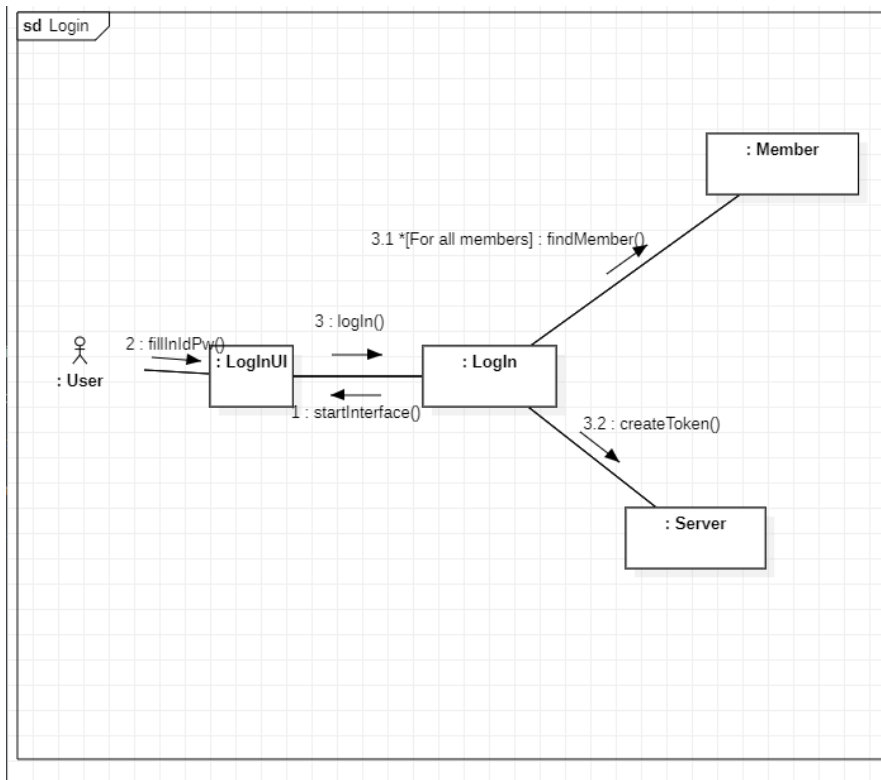 sd Login
: Member
3.1 *[For all members] : findMember()
3 : logIn()
2 : fillInIdPw()
: User
: LogInUI
: LogIn
1 : startInterface()
3.2 : createToken()
: Server